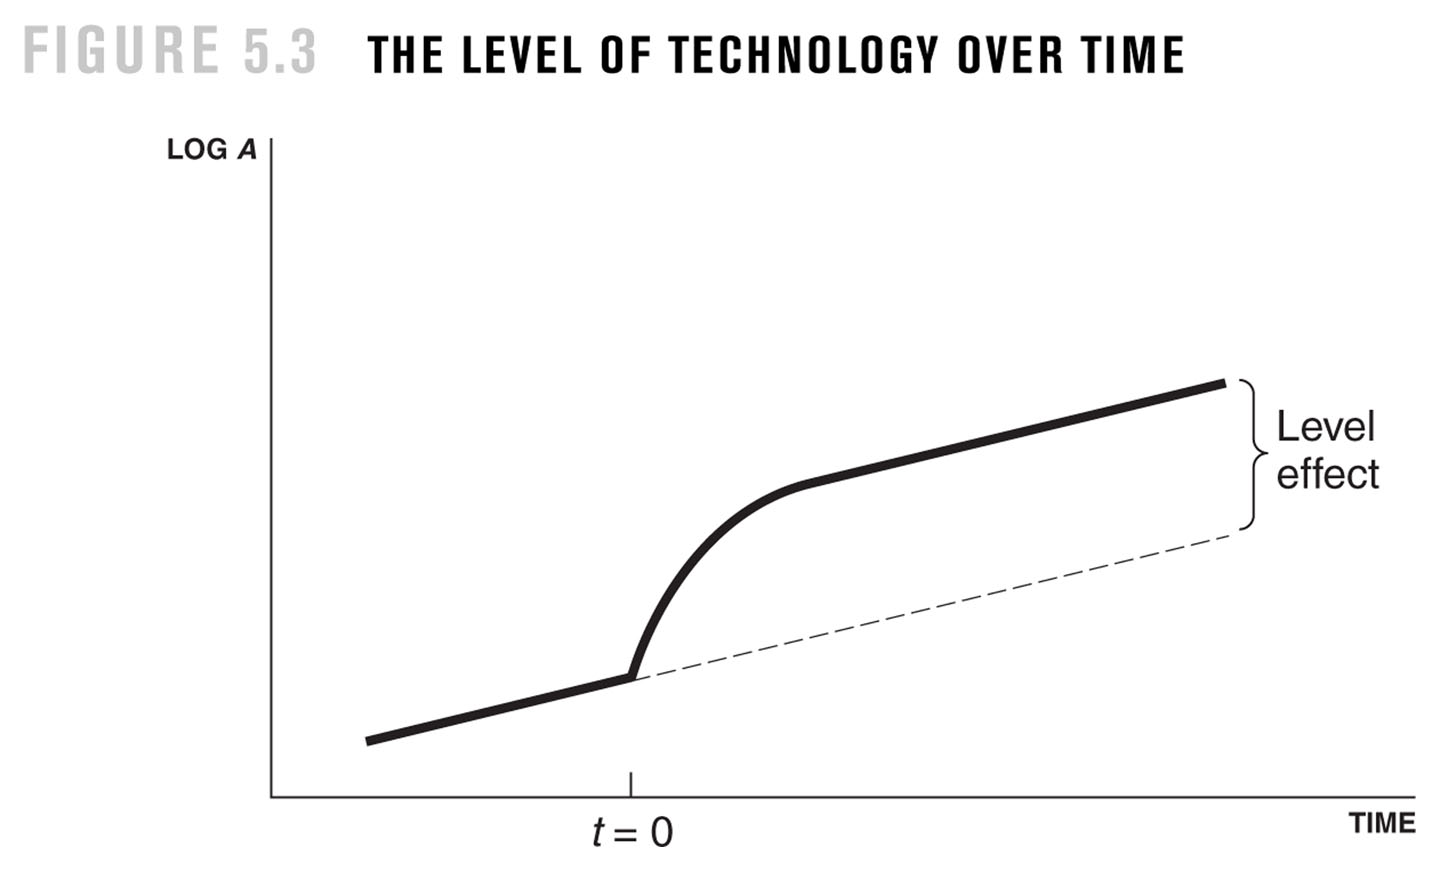 FIGURE 5.3 THE LEVEL OF TECHNOLOGY OVER TIME
LOG A
Level
effect
t = 0
TIME